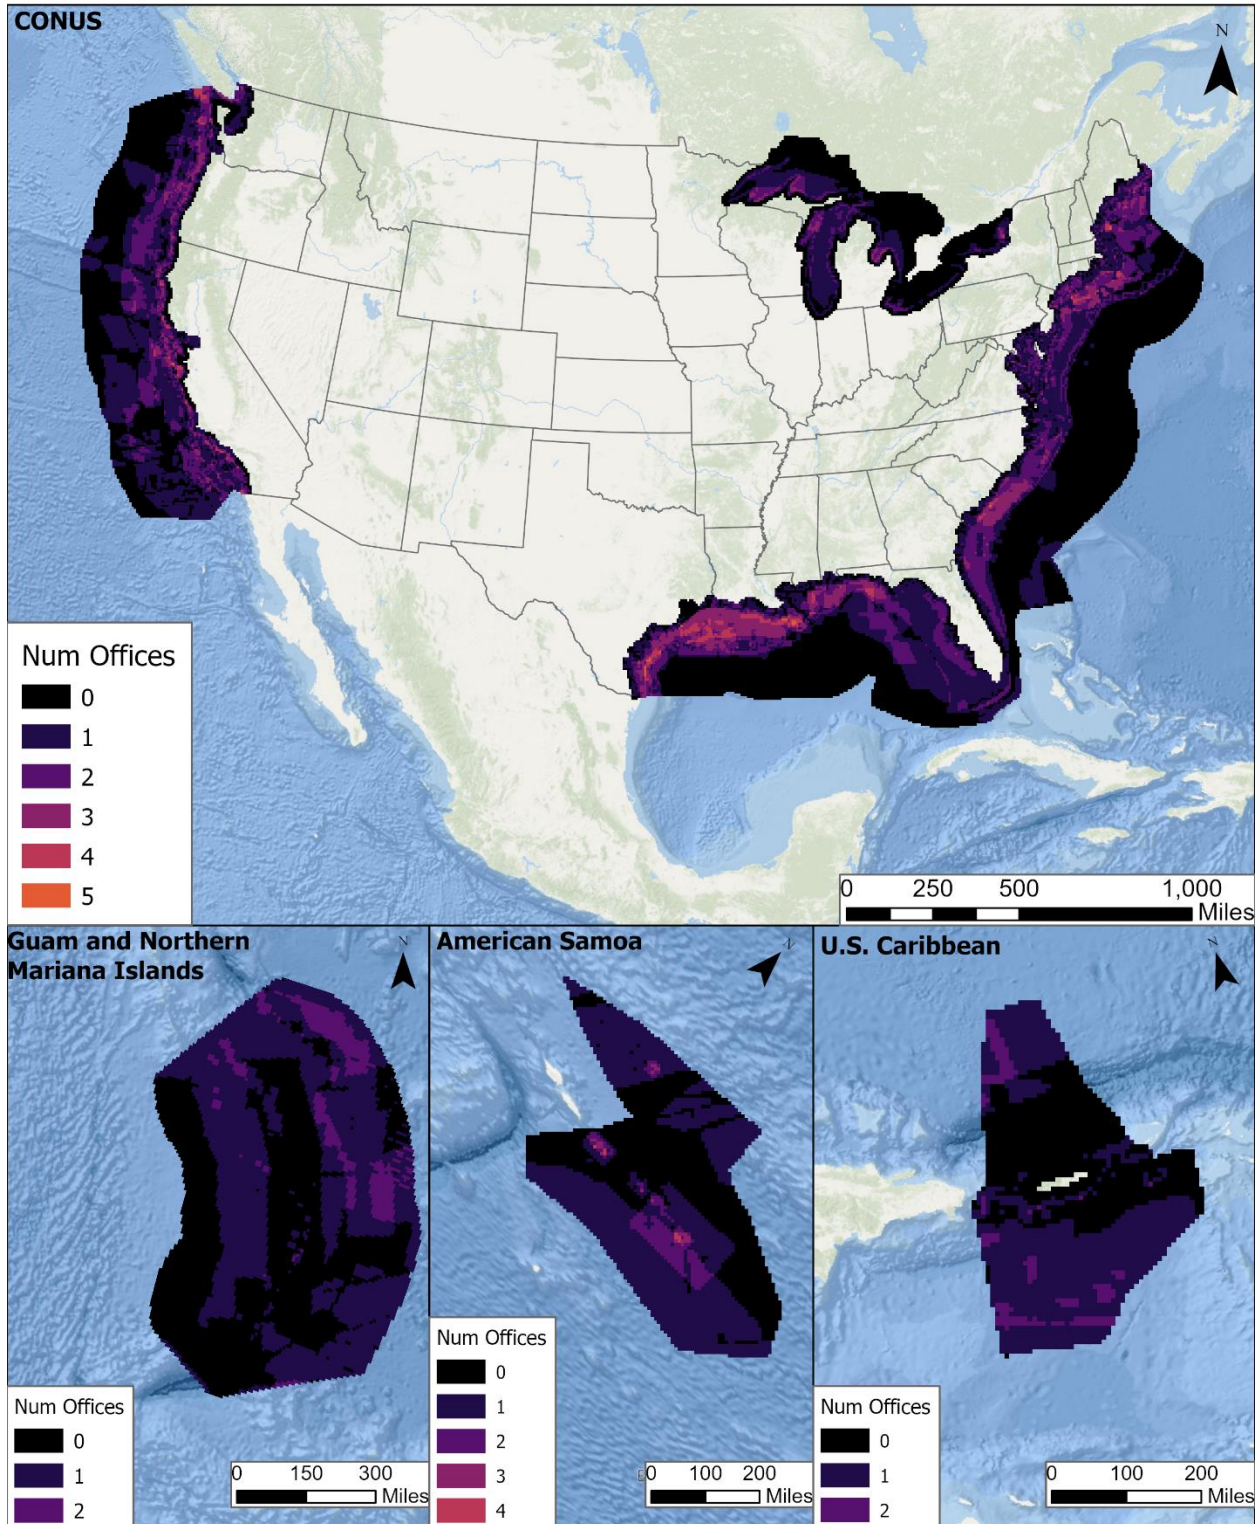 CONUS
N
Num Offices
0
1
2
3
4
5
0 250 500 1,000
Miles
Guam and Northern
Mariana Islands
N
Num Offices
0
1
2
0 150 300
Miles
American Samoa
N
Num Offices
0
1
2
3
4
0 100 200
Miles
U.S. Caribbean
N
Num Offices
0
1
2
0 100 200
Miles